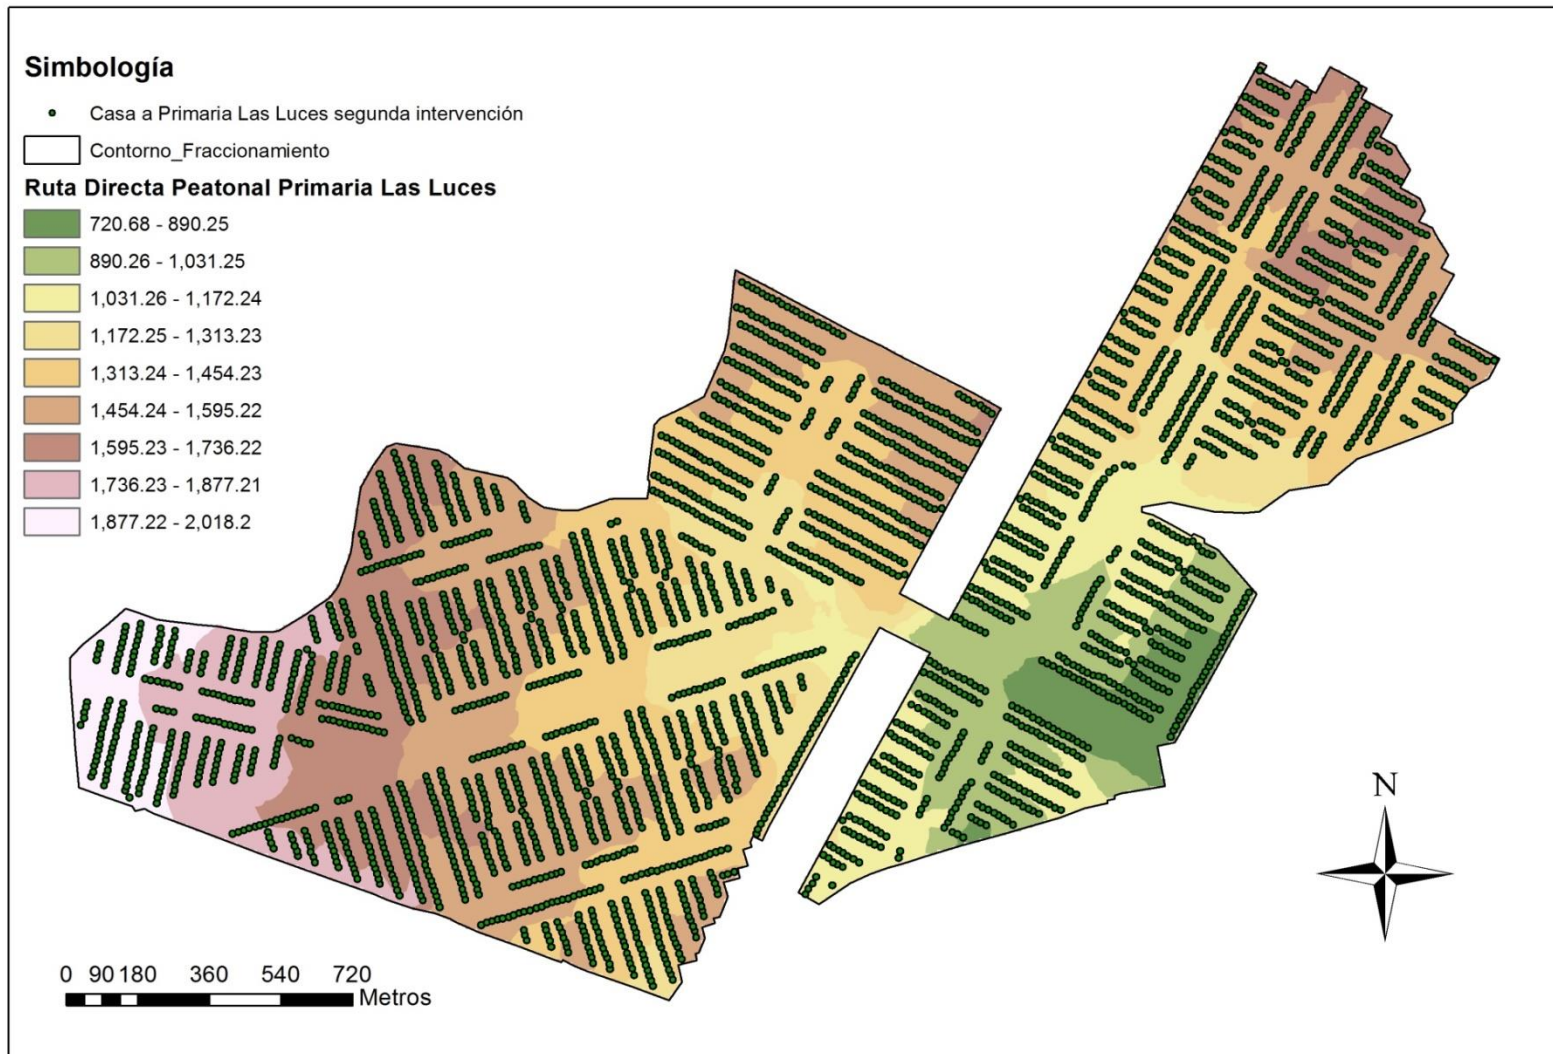 Simbología
Casa a Primaria Las Luces segunda intervención
Contorno_Fraccionamiento
Ruta Directa Peatonal Primaria Las Luces
720.68 - 890.25
890.26 - 1,031.25
1,031.26 - 1,172.24
1,172.25 - 1,313.23
1,313.24 - 1,454.23
1,454.24 - 1,595.22
1,595.23 - 1,736.22
1,736.23 - 1,877.21
1,877.22 - 2,018.2
N
0 90 180 360 540 720
Metros